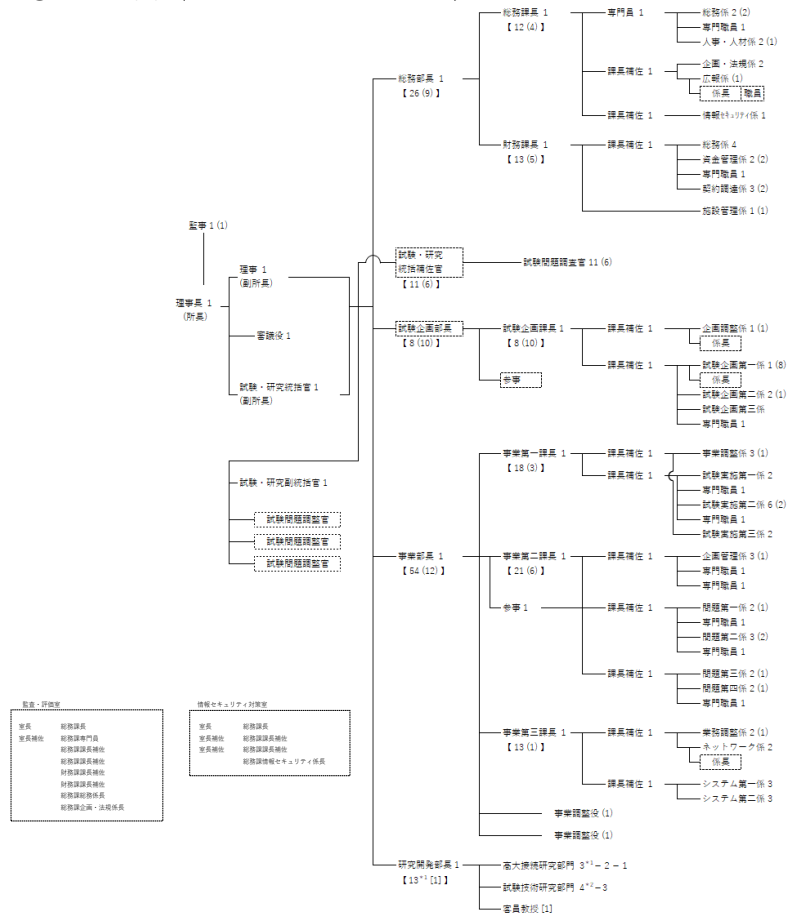 監事 1 (1)
理事長 1
(所長)
理事 1
(副所長)
審議役 1
試験・研究統括官 1
(副所長)
試験・研究副統括官 1
試験問題調整官
試験問題調整官
試験問題調整官
総務部長 1
【 26 (9) 】
総務課長 1
【 12 (4) 】
専門員 1
総務係 2 (2)
専門職員 1
人事・人材係 2 (1)
課長補佐 1
企画・法規係 2
広報係 (1)
係長 職員
課長補佐 1
情報セキュリティ係 1
財務課長 1
【 13 (5) 】
課長補佐 1
総務係 4
資金管理係 2 (2)
専門職員 1
契約調達係 3 (2)
施設管理係 1 (1)
試験・研究
統括補佐官
【 11 (6) 】
試験問題調査官 11 (6)
試験企画部長
【 8 (10) 】
試験企画課長 1
【 8 (10) 】
参事
課長補佐 1
企画調整係 1 (1)
係長
課長補佐 1
試験企画第一係 1 (8)
係長
試験企画第二係 2 (1)
試験企画第三係
専門職員 1
事業部長 1
【 54 (12) 】
事業第一課長 1
【 18 (3) 】
課長補佐 1
事業調整係 3 (1)
課長補佐 1
試験実施第一係 2
専門職員 1
試験実施第二係 6 (2)
専門職員 1
試験実施第三係 2
事業第二課長 1
【 21 (6) 】
参事 1
課長補佐 1
企画管理係 3 (1)
専門職員 1
専門職員 1
課長補佐 1
問題第一係 2 (1)
専門職員 1
問題第二係 3 (2)
専門職員 1
課長補佐 1
問題第三係 2 (1)
問題第四係 2 (1)
専門職員 1
事業第三課長 1
【 13 (1) 】
課長補佐 1
業務調整係 2 (1)
ネットワーク係 2
係長
課長補佐 1
システム第一係 3
システム第二係 3
事業調整役 (1)
事業調整役 (1)
研究開発部長 1
【 13*1 [1] 】
高大接続研究部門 3*1－2－1
試験技術研究部門 4*2－3
客員教授 [1]
監査・評価室
室長 総務課長
室長補佐 総務課専門員
総務課課長補佐
総務課課長補佐
財務課課長補佐
財務課課長補佐
総務課総務係長
総務課企画・法規係長
情報セキュリティ対策室
室長 総務課長
室長補佐 総務課課長補佐
室長補佐 総務課課長補佐
総務課情報セキュリティ係長